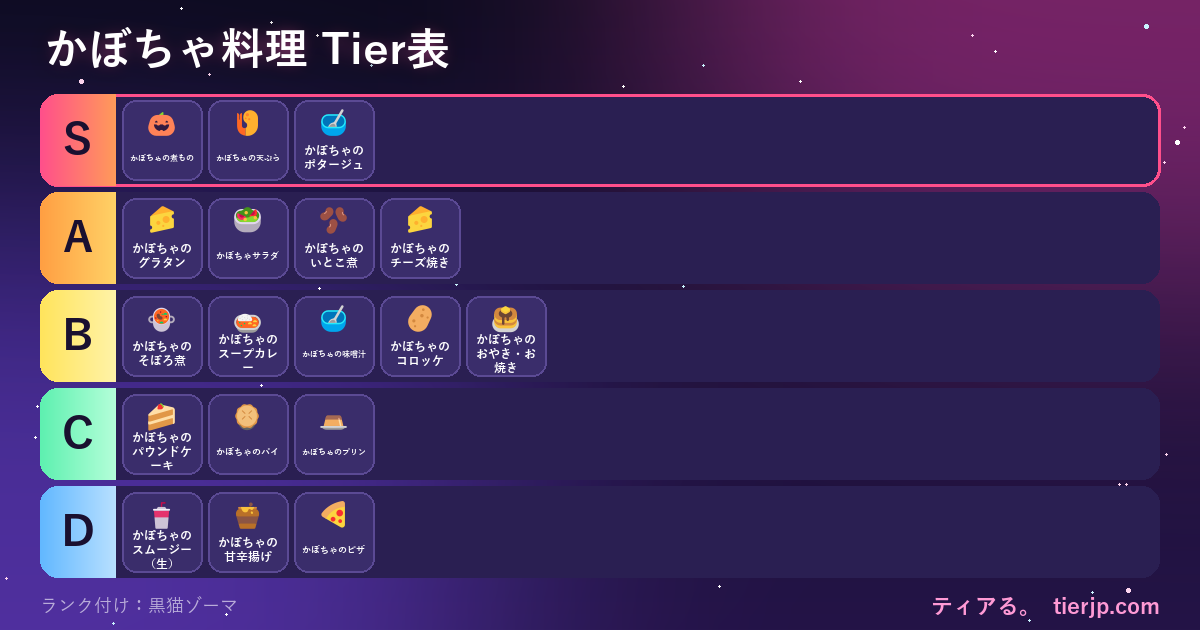 かぼちゃ料理 Tier表
S
かぼちゃの煮もの
かぼちゃの天ぷら
かぼちゃの
ポタージュ
A
かぼちゃの
グラタン
かぼちゃサラダ
かぼちゃの
いとこ煮
かぼちゃの
チーズ焼き
B
かぼちゃの
そぼろ煮
かぼちゃの
スープカレ
ー
かぼちゃの味噌汁
かぼちゃの
コロッケ
かぼちゃの
おやき・お
焼き
C
かぼちゃの
パウンドケ
ーキ
かぼちゃのパイ
かぼちゃのプリン
D
かぼちゃの
スムージー
（生）
かぼちゃの
甘辛揚げ
かぼちゃのピザ
ランク付け：黒猫ゾーマ
ティアる。 tierjp.com